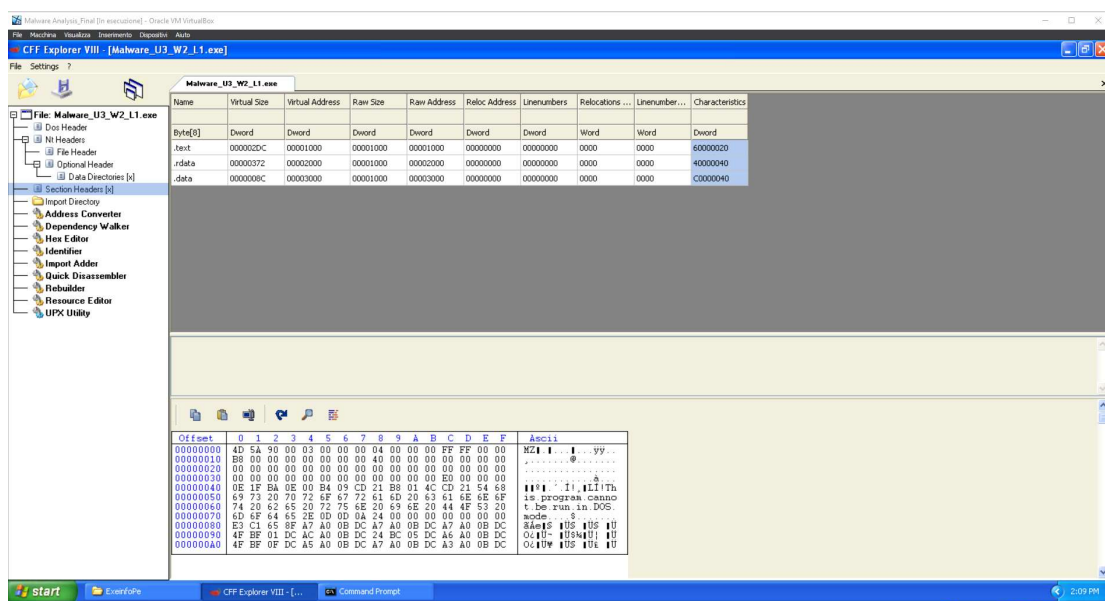 Malware Analysis_Final [In esecuzione] - Oracle VM VirtualBox
File Macchina Visualizza Inserimento Dispositivi Aiuto
CFF Explorer VIII - [Malware_U3_W2_L1.exe]
File Settings ?
Malware_U3_W2_L1.exe
File: Malware_U3_W2_L1.exe
Dos Header
Nt Headers
File Header
Optional Header
Data Directories [x]
Section Headers [x]
Import Directory
Address Converter
Dependency Walker
Hex Editor
Identifier
Import Adder
Quick Disassembler
Rebuilder
Resource Editor
UPX Utility
Name Virtual Size Virtual Address Raw Size Raw Address Reloc Address Linenumbers Relocations ... Linenumber... Characteristics
Byte[8] Dword Dword Dword Dword Dword Dword Word Word Dword
.text 000002DC 00001000 00001000 00001000 00000000 00000000 0000 0000 60000020
.rdata 00000372 00002000 00001000 00002000 00000000 00000000 0000 0000 40000040
.data 0000008C 00003000 00001000 00003000 00000000 00000000 0000 0000 C0000040
Offset 0 1 2 3 4 5 6 7 8 9 A B C D E F Ascii
00000000 4D 5A 90 00 03 00 00 00 04 00 00 00 FF FF 00 00 MZ
00000010 B8 00 00 00 00 00 00 00 40 00 00 00 00 00 00 00 ¸.......@.......
00000020 00 00 00 00 00 00 00 00 00 00 00 00 00 00 00 00 ................
00000030 00 00 00 00 00 00 00 00 00 00 00 00 E0 00 00 00 ............à...
00000040 0E 1F BA 0E 00 B4 09 CD 21 B8 01 4C CD 21 54 68
00000050 69 73 20 70 72 6F 67 72 61 6D 20 63 61 6E 6E 6F is.program.canno
00000060 74 20 62 65 20 72 75 6E 20 69 6E 20 44 4F 53 20 t.be.run.in.DOS.
00000070 6D 6F 64 65 2E 0D 0D 0A 24 00 00 00 00 00 00 00 mode....$.......
00000080 E3 C1 65 8F A7 A0 0B DC A7 A0 0B DC A7 A0 0B DC
00000090 4F BF 01 DC AC A0 0B DC 24 BC 05 DC A6 A0 0B DC
000000A0 4F BF 0F DC A5 A0 0B DC A7 A0 0B DC A3 A0 0B DC
start ExeinfoPe CFF Explorer VIII - [... Command Prompt 2:09 PM